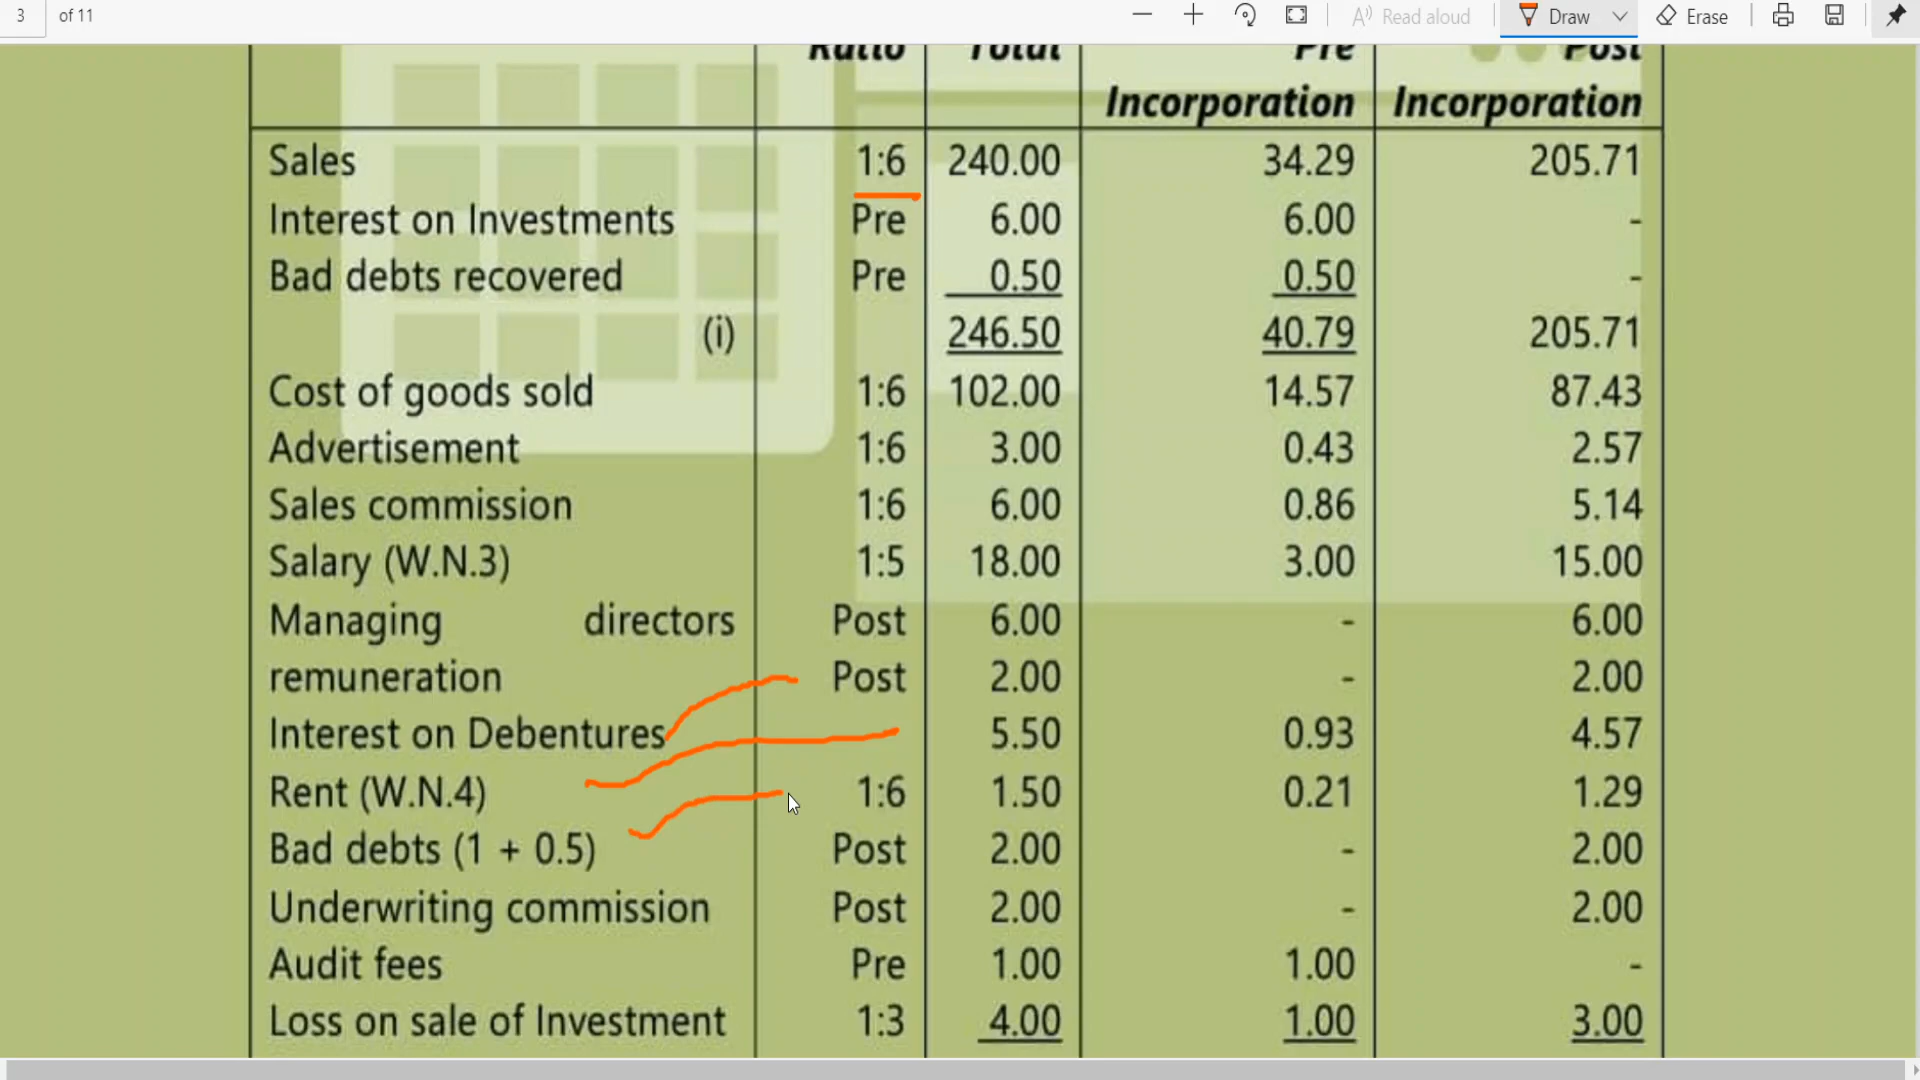 3 of 11 Read aloud Draw Erase
Ratio Total Pre Post
Incorporation Incorporation
Sales 1:6 240.00 34.29 205.71
Interest on Investments Pre 6.00 6.00 -
Bad debts recovered Pre 0.50 0.50 -
(i) 246.50 40.79 205.71
Cost of goods sold 1:6 102.00 14.57 87.43
Advertisement 1:6 3.00 0.43 2.57
Sales commission 1:6 6.00 0.86 5.14
Salary (W.N.3) 1:5 18.00 3.00 15.00
Managing directors Post 6.00 - 6.00
remuneration Post 2.00 - 2.00
Interest on Debentures 5.50 0.93 4.57
Rent (W.N.4) 1:6 1.50 0.21 1.29
Bad debts (1 + 0.5) Post 2.00 - 2.00
Underwriting commission Post 2.00 - 2.00
Audit fees Pre 1.00 1.00 -
Loss on sale of Investment 1:3 4.00 1.00 3.00